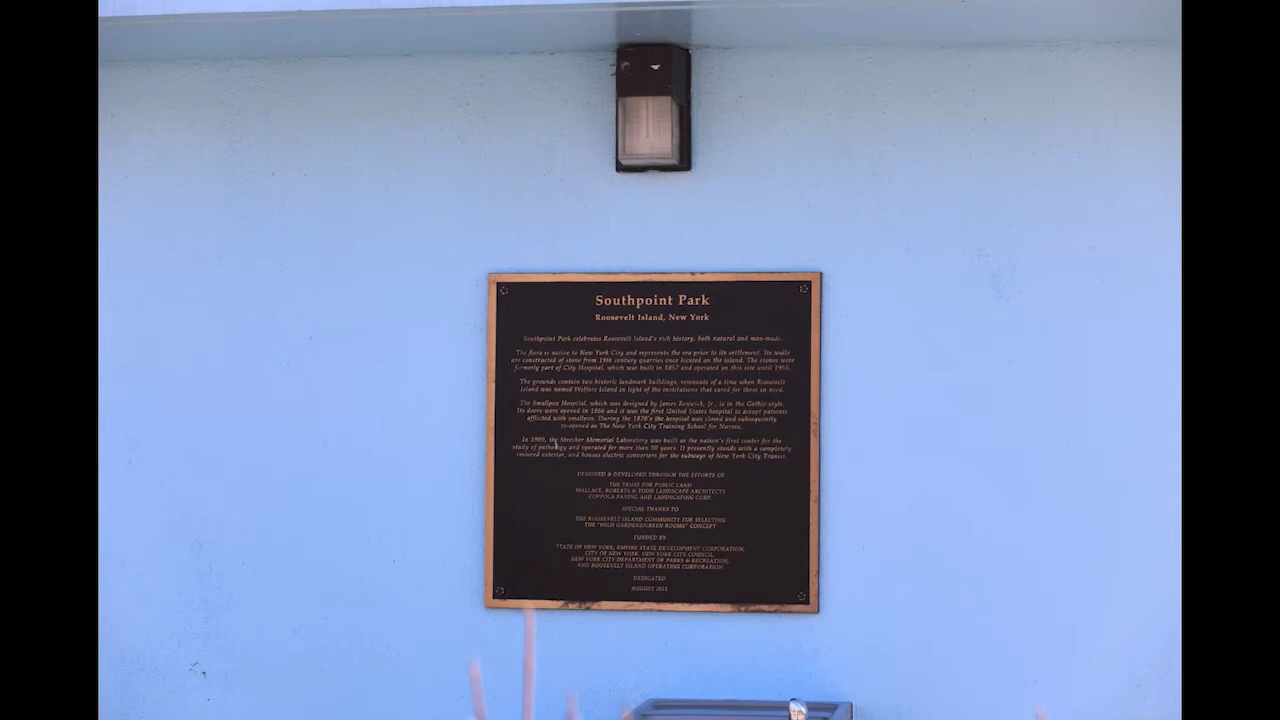 Southpoint Park
Roosevelt Island, New York
Southpoint Park celebrates Roosevelt Island's rich history, both natural and man-made.
The flora is native to New York City and represents the era prior to its settlement. Its walls
are constructed of stone from 19th century quarries once located on the island. The stones were
formerly part of City Hospital, which was built in 1857 and operated on this site until 1955.
The grounds contain two historic landmark buildings, remnants of a time when Roosevelt
Island was named Welfare Island in light of the institutions that cared for those in need.
The Smallpox Hospital, which was designed by James Renwick, Jr., is in the Gothic style.
Its doors were opened in 1856 and it was the first United States hospital to accept patients
afflicted with smallpox. During the 1870's the hospital was closed and subsequently
re-opened as The New York City Training School for Nurses.
In 1909, the Strecker Memorial Laboratory was built as the nation's first center for the
study of pathology and operated for more than 50 years. It presently stands with a completely
restored exterior, and houses electric converters for the subways of New York City Transit.
DESIGNED & DEVELOPED THROUGH THE EFFORTS OF
THE TRUST FOR PUBLIC LAND
WALLACE, ROBERTS & TODD LANDSCAPE ARCHITECTS
COPPOLA PAVING AND LANDSCAPING CORP.
SPECIAL THANKS TO
THE ROOSEVELT ISLAND COMMUNITY FOR SELECTING
THE "WILD GARDENS/GREEN ROOMS" CONCEPT
FUNDED BY
STATE OF NEW YORK, EMPIRE STATE DEVELOPMENT CORPORATION,
CITY OF NEW YORK, NEW YORK CITY COUNCIL,
NEW YORK CITY DEPARTMENT OF PARKS & RECREATION,
AND ROOSEVELT ISLAND OPERATING CORPORATION
DEDICATED
AUGUST 2011